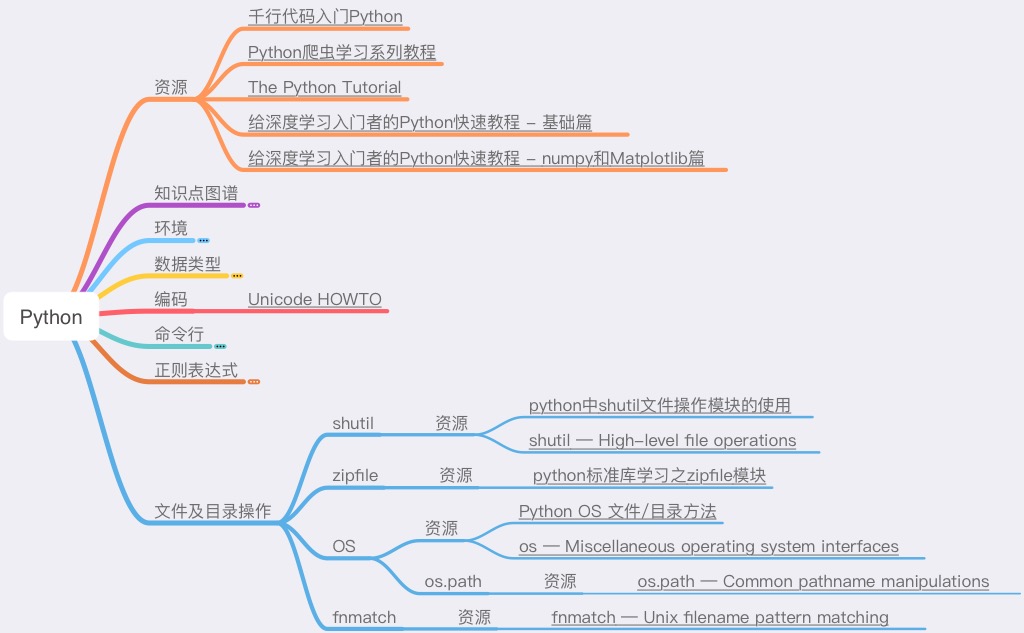 千行代码入门Python
Python爬虫学习系列教程
资源
The Python Tutorial
给深度学习入门者的Python快速教程 - 基础篇
给深度学习入门者的Python快速教程 - numpy和Matplotlib篇
知识点图谱
环境
数据类型
编码
Unicode HOWTO
Python
命令行
正则表达式
python中shutil文件操作模块的使用
shutil
资源
shutil — High-level file operations
zipfile
资源
python标准库学习之zipfile模块
文件及目录操作
Python OS 文件/目录方法
资源
OS
os — Miscellaneous operating system interfaces
os.path
资源
os.path — Common pathname manipulations
fnmatch
资源
fnmatch — Unix filename pattern matching